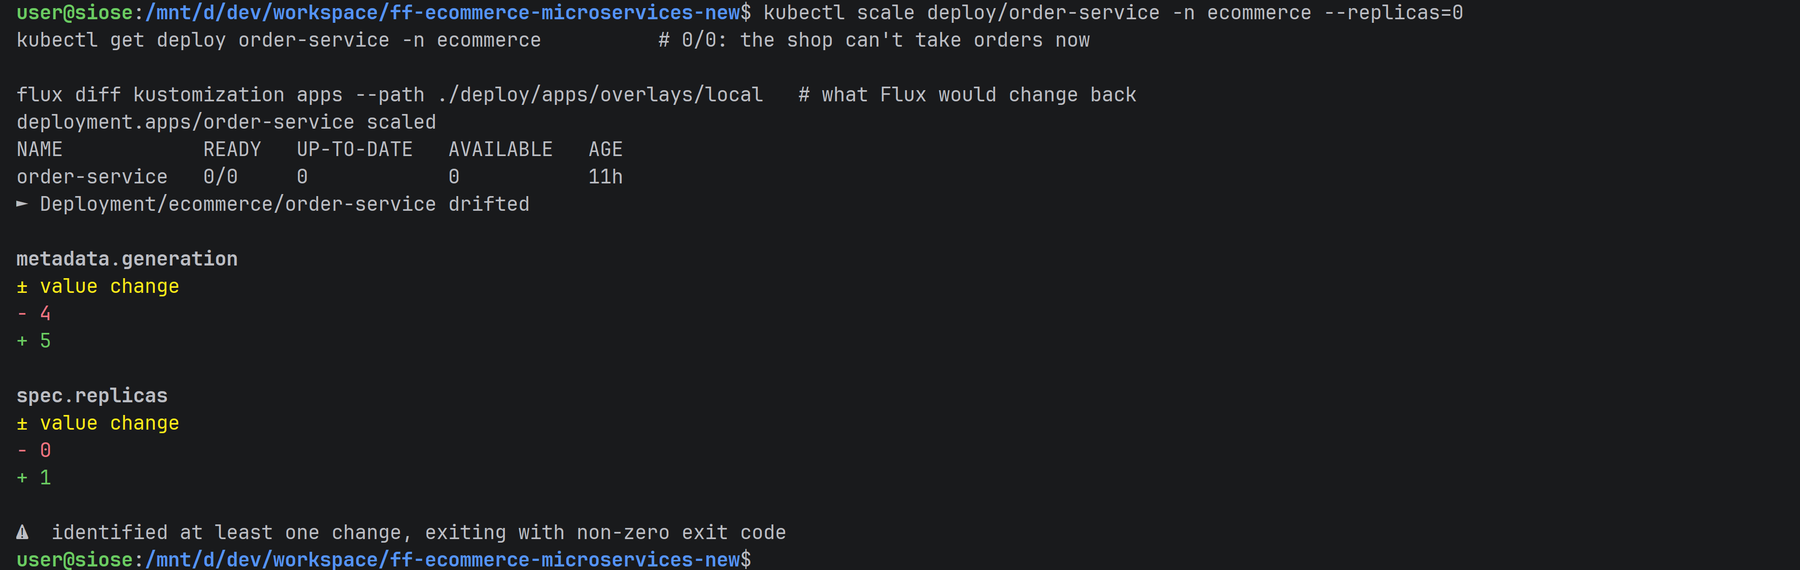 user@siose:/mnt/d/dev/workspace/ff-ecommerce-microservices-new$ kubectl scale deploy/order-service -n ecommerce --replicas=0
kubectl get deploy order-service -n ecommerce          # 0/0: the shop can't take orders now
flux diff kustomization apps --path ./deploy/apps/overlays/local   # what Flux would change back
deployment.apps/order-service scaled
NAME            READY   UP-TO-DATE   AVAILABLE   AGE
order-service   0/0     0            0           11h
► Deployment/ecommerce/order-service drifted
metadata.generation
± value change
- 4
+ 5
spec.replicas
± value change
- 0
+ 1
⚠  identified at least one change, exiting with non-zero exit code
user@siose:/mnt/d/dev/workspace/ff-ecommerce-microservices-new$